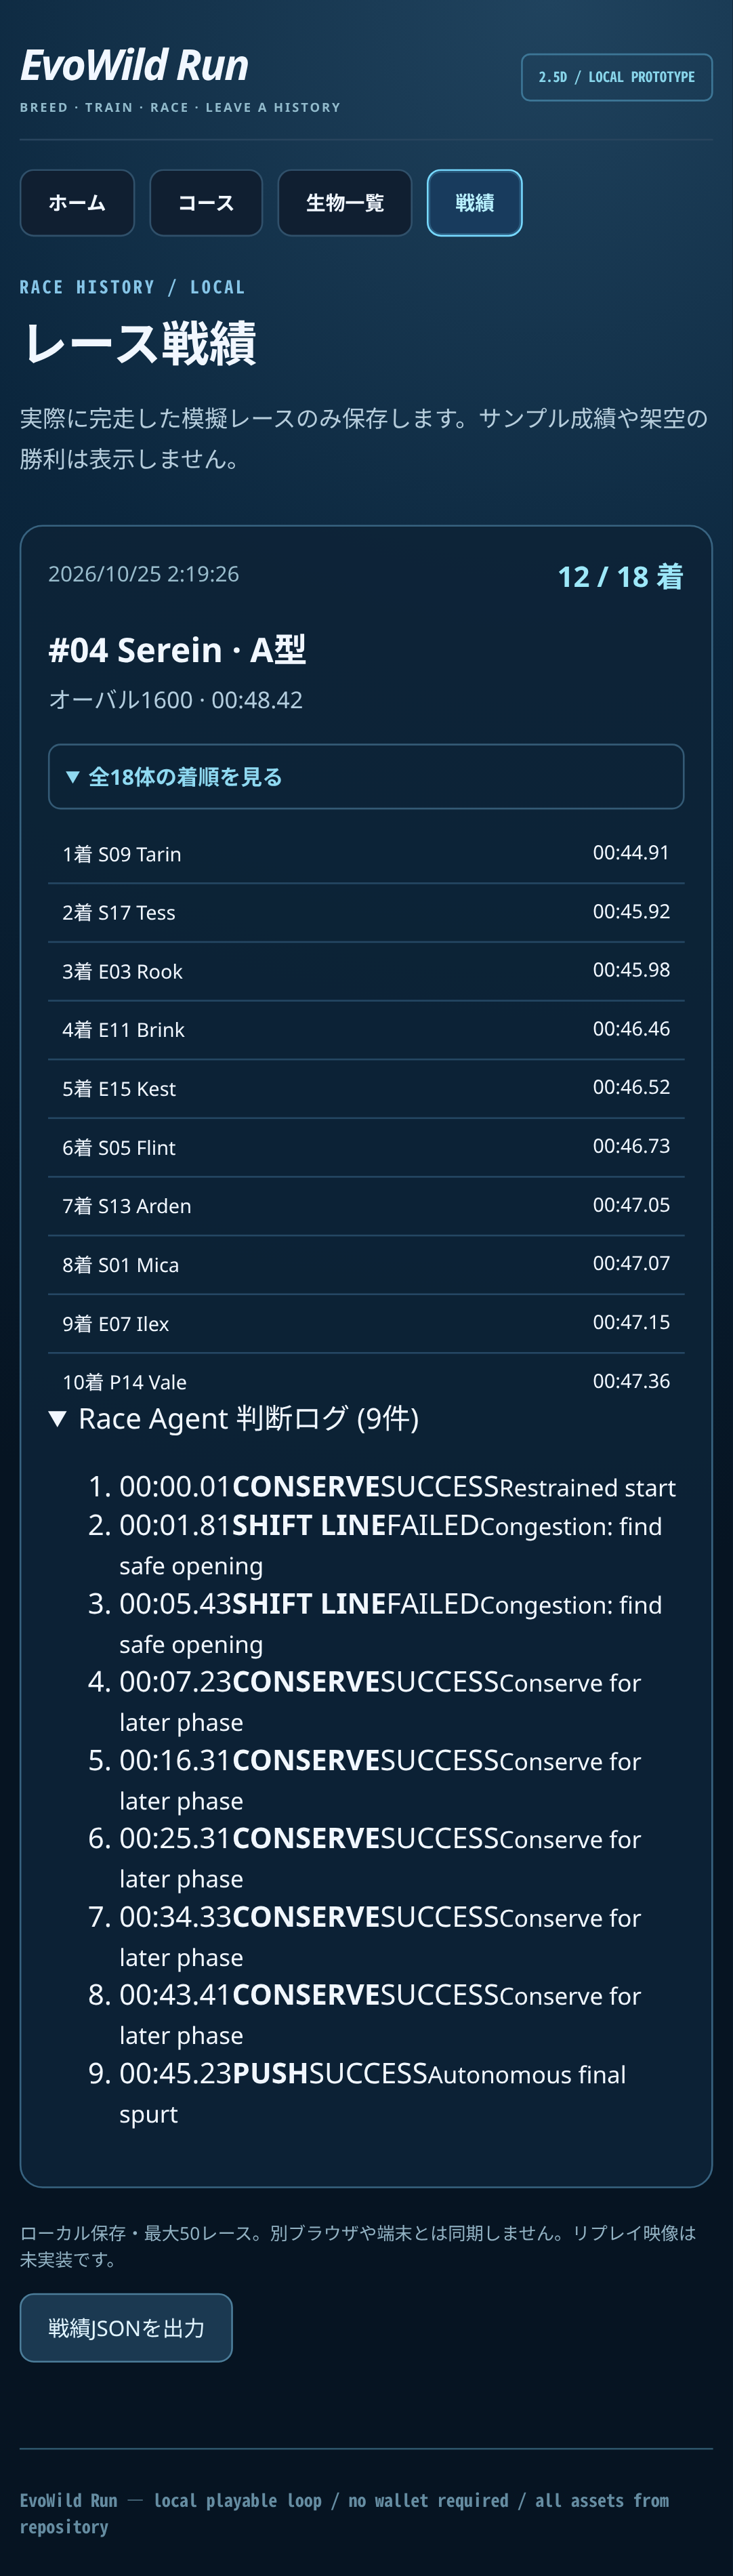 EvoWild Run
BREED · TRAIN · RACE · LEAVE A HISTORY
2.5D / LOCAL PROTOTYPE
ホーム
コース
生物一覧
戦績
RACE HISTORY / LOCAL
レース戦績
実際に完走した模擬レースのみ保存します。サンプル成績や架空の
勝利は表示しません。
2026/10/25 2:19:26
12 / 18 着
#04 Serein · A型
オーバル1600 · 00:48.42
▼ 全18体の着順を見る
1着 S09 Tarin 00:44.91
2着 S17 Tess 00:45.92
3着 E03 Rook 00:45.98
4着 E11 Brink 00:46.46
5着 E15 Kest 00:46.52
6着 S05 Flint 00:46.73
7着 S13 Arden 00:47.05
8着 S01 Mica 00:47.07
9着 E07 Ilex 00:47.15
10着 P14 Vale 00:47.36
▼ Race Agent 判断ログ (9件)
1. 00:00.01CONSERVESUCCESSRestrained start
2. 00:01.81SHIFT LINEFAILEDCongestion: find
safe opening
3. 00:05.43SHIFT LINEFAILEDCongestion: find
safe opening
4. 00:07.23CONSERVESUCCESSConserve for
later phase
5. 00:16.31CONSERVESUCCESSConserve for
later phase
6. 00:25.31CONSERVESUCCESSConserve for
later phase
7. 00:34.33CONSERVESUCCESSConserve for
later phase
8. 00:43.41CONSERVESUCCESSConserve for
later phase
9. 00:45.23PUSHSUCCESSAutonomous final
spurt
ローカル保存・最大50レース。別ブラウザや端末とは同期しません。リプレイ映像は
未実装です。
戦績JSONを出力
EvoWild Run — local playable loop / no wallet required / all assets from
repository